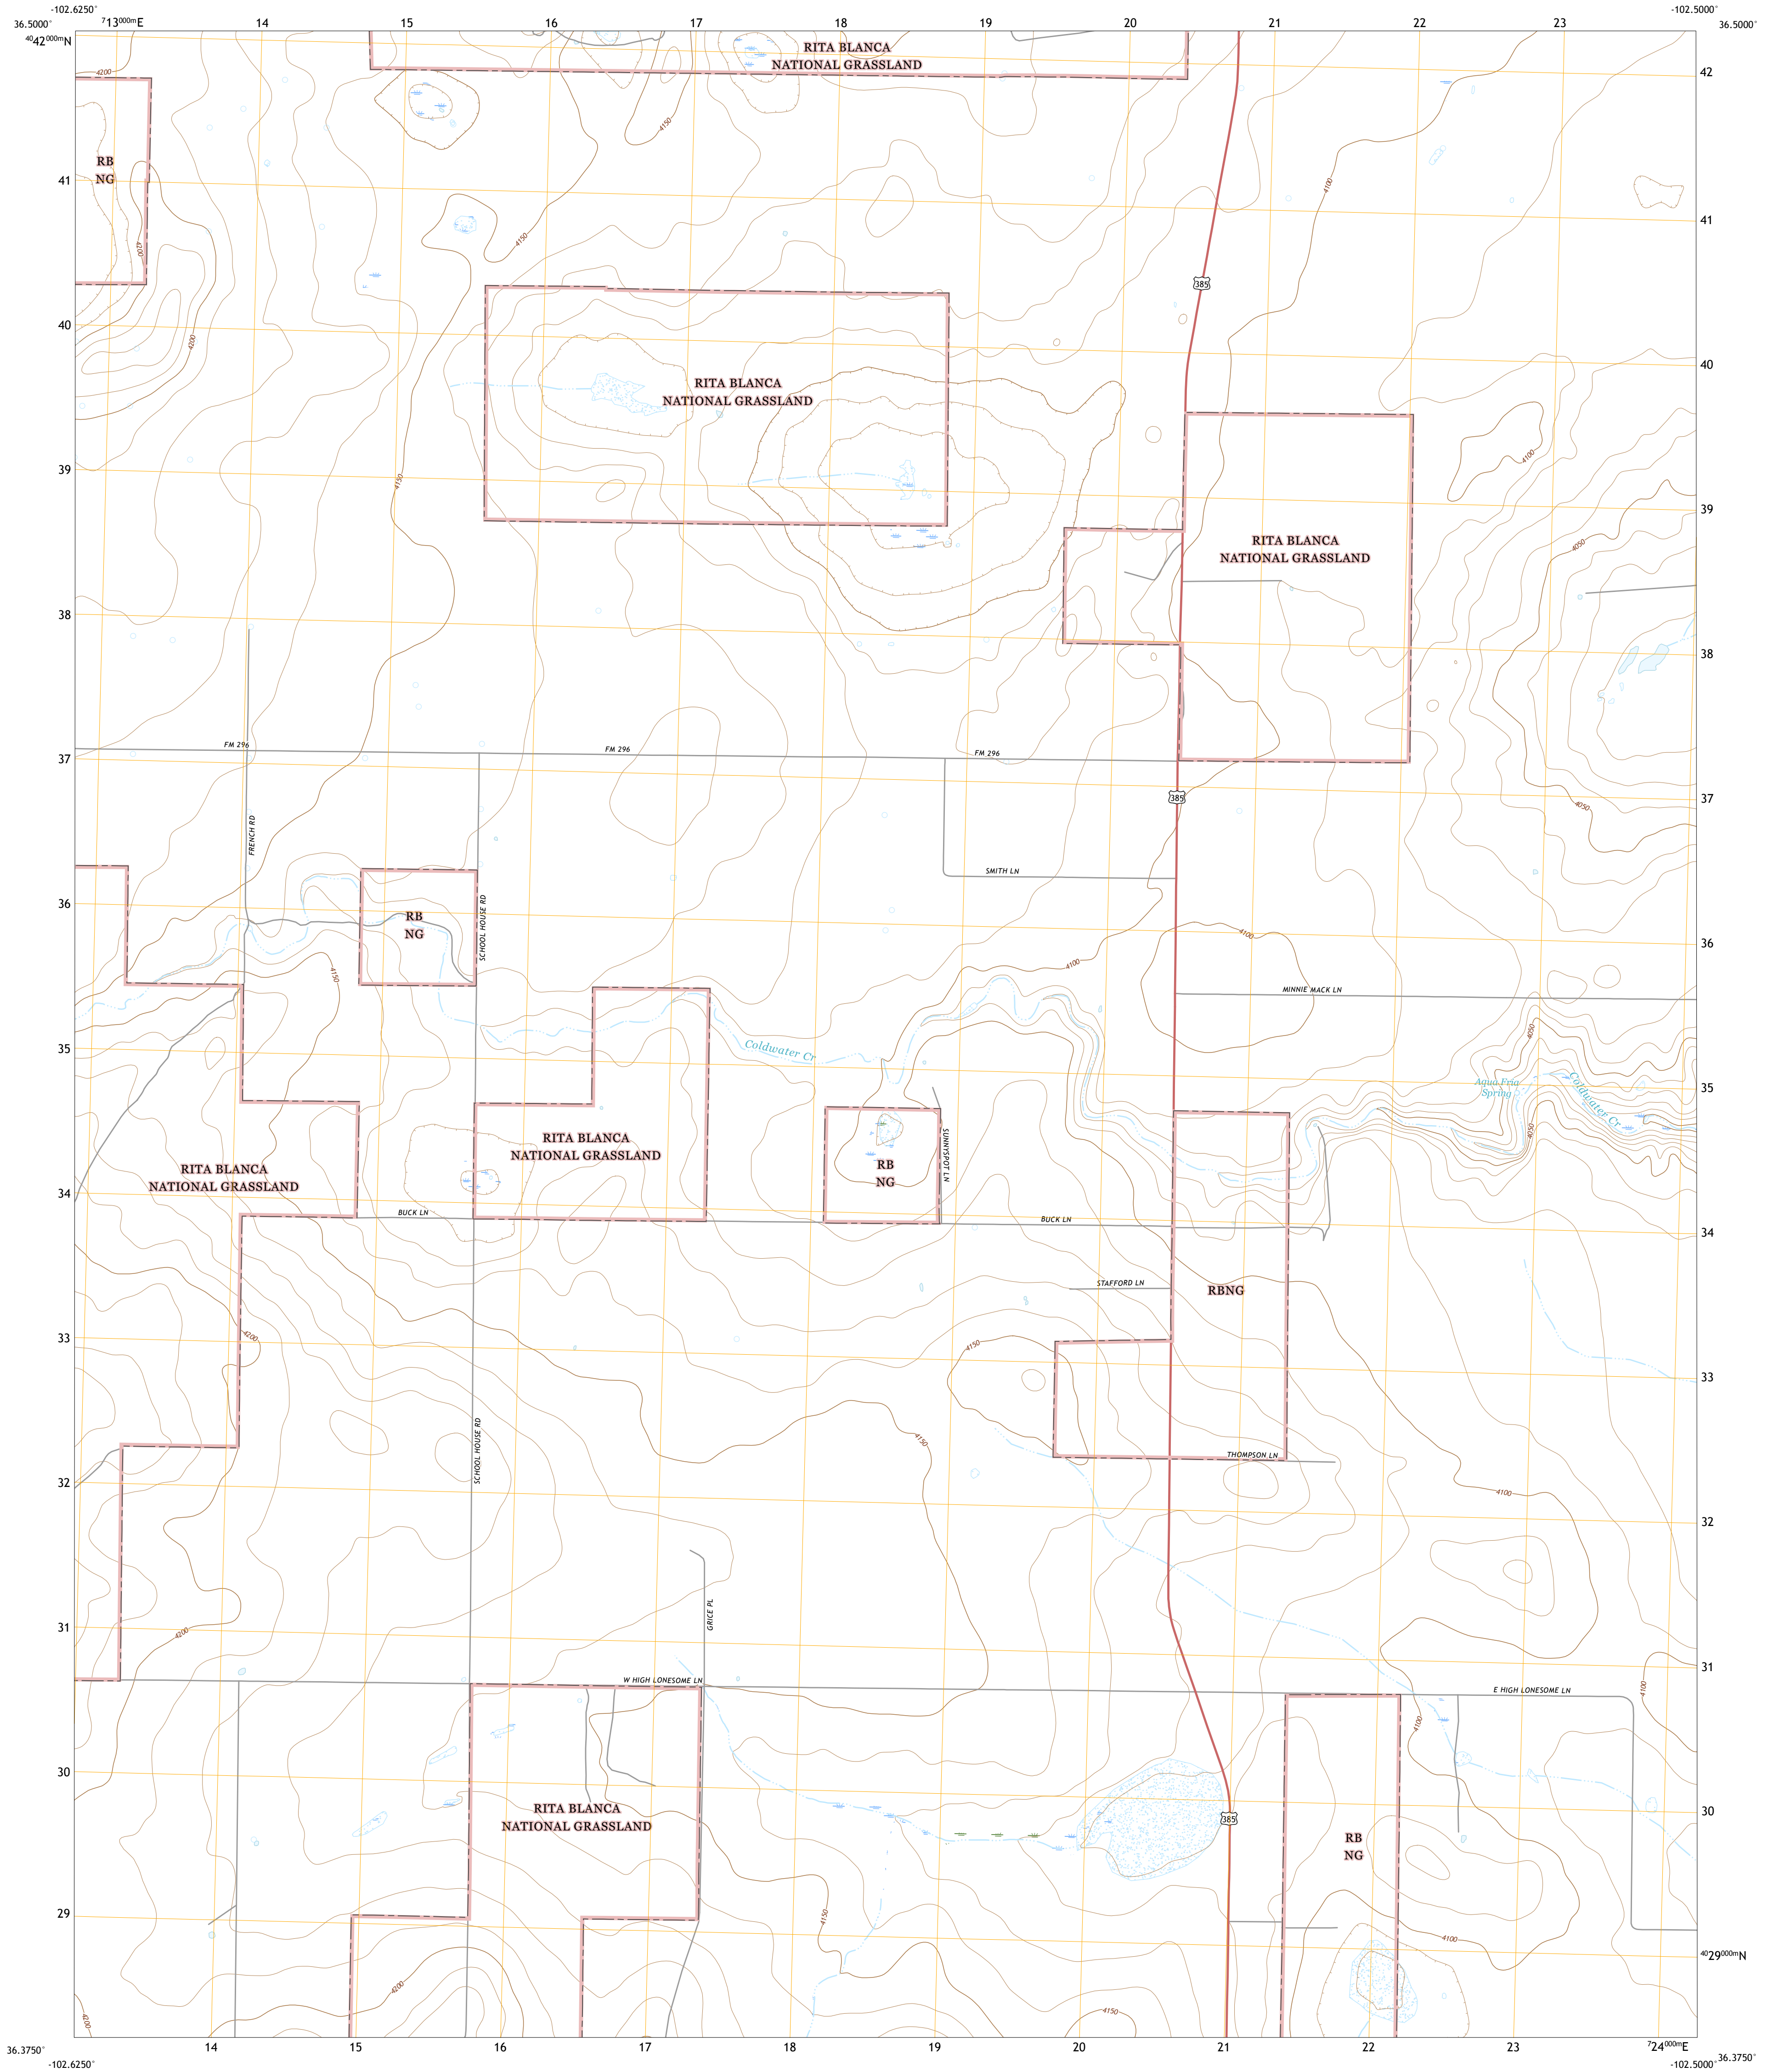 -102.6250°
-102.5000°
36.5000°
713000mE
14
15
16
17
18
19
20
21
22
23
36.5000°
4042000mN
RITA BLANCA
NATIONAL GRASSLAND
42
4200
4150
RB
NG
4100
41
41
4200
4150
385
4200
40
40
RITA BLANCA
NATIONAL GRASSLAND
4100
39
4150
39
RITA BLANCA
NATIONAL GRASSLAND
4050
38
38
FM 296
FM 296
FM 296
37
37
385
4050
FRENCH RD
SMITH LN
36
RB
NG
SCHOOL HOUSE RD
4100
36
4150
4100
MINNIE MACK LN
4050
35
Coldwater Cr
35
Aqua Fria
Spring
Coldwater Cr
4050
RITA BLANCA
NATIONAL GRASSLAND
RITA BLANCA
NATIONAL GRASSLAND
RB
NG
SUNNYSPOT LN
34
BUCK LN
BUCK LN
34
STAFFORD LN
RBNG
33
4200
4150
33
4150
THOMPSON LN
SCHOOL HOUSE RD
32
4100
32
GRICE PL
31
4200
31
W HIGH LONESOME LN
E HIGH LONESOME LN
4100
4100
30
RITA BLANCA
NATIONAL GRASSLAND
385
30
RB
NG
29
4150
4100
4029000mN
4200
4200
4150
36.3750°
14
15
16
17
18
19
20
21
22
23
724000mE
36.3750°
-102.6250°
-102.5000°